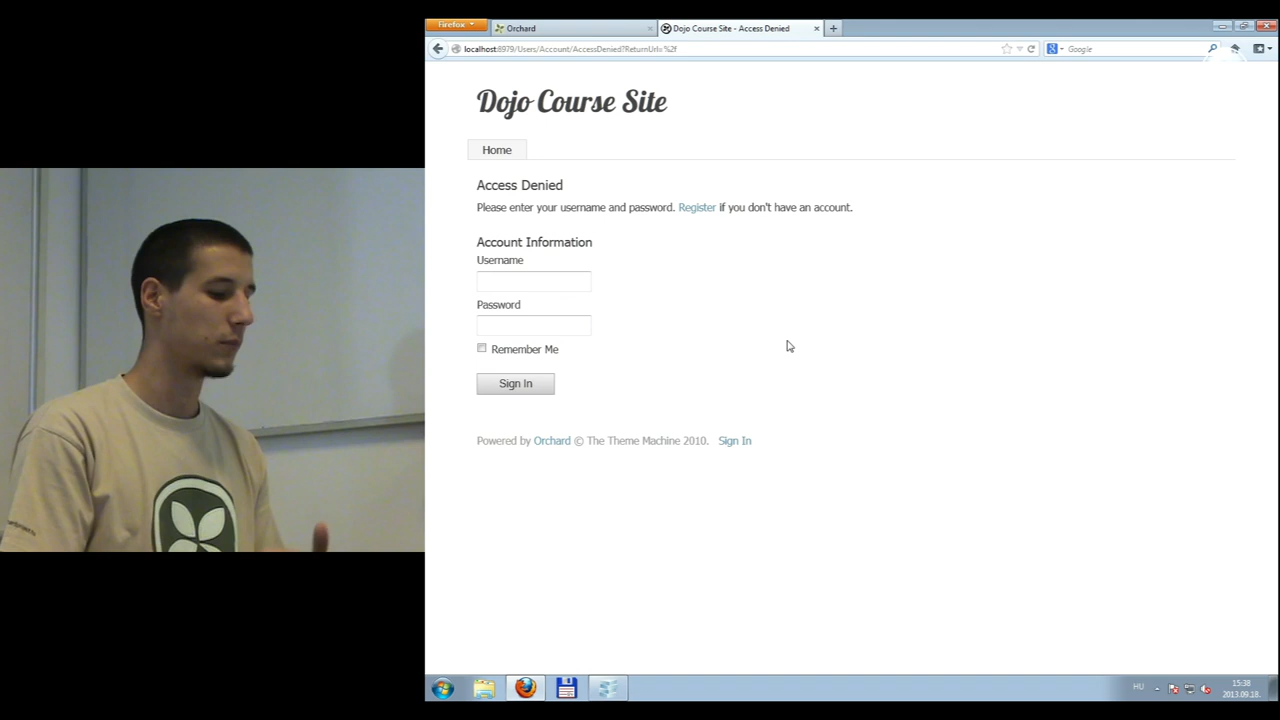 Firefox
Orchard
Dojo Course Site - Access Denied
localhost:8979/Users/Account/AccessDenied?ReturnUrl=%2f
Google
Dojo Course Site
Home
Access Denied
Please enter your username and password. Register if you don't have an account.
Account Information
Username
Password
Remember Me
Sign In
Powered by Orchard © The Theme Machine 2010. Sign In
HU
15:38
2013.09.18.